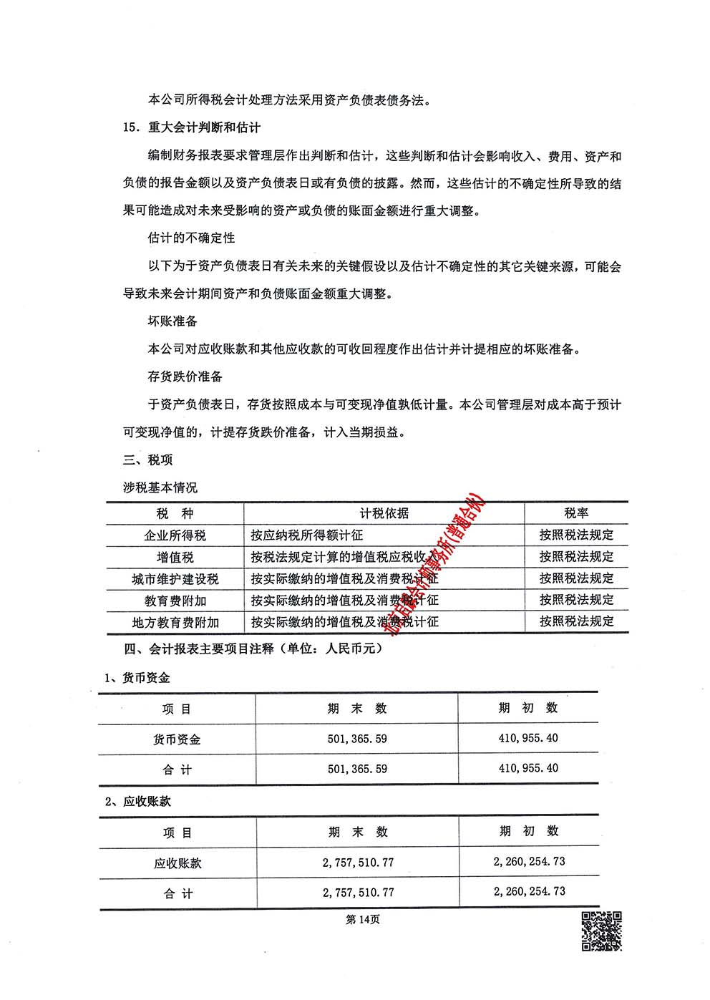 本公司所得税会计处理方法采用资产负债表债务法。
15．重大会计判断和估计
编制财务报表要求管理层作出判断和估计，这些判断和估计会影响收入、费用、资产和
负债的报告金额以及资产负债表日或有负债的披露。然而，这些估计的不确定性所导致的结
果可能造成对未来受影响的资产或负债的账面金额进行重大调整。
估计的不确定性
以下为于资产负债表日有关未来的关键假设以及估计不确定性的其它关键来源，可能会
导致未来会计期间资产和负债账面金额重大调整。
坏账准备
本公司对应收账款和其他应收款的可收回程度作出估计并计提相应的坏账准备。
存货跌价准备
于资产负债表日，存货按照成本与可变现净值孰低计量。本公司管理层对成本高于预计
可变现净值的，计提存货跌价准备，计入当期损益。
三、税项
涉税基本情况
税 种 计税依据 税率
企业所得税 按应纳税所得额计征 按照税法规定
增值税 按税法规定计算的增值税应税收 按照税法规定
城市维护建设税 按实际缴纳的增值税及消费税计征 按照税法规定
教育费附加 按实际缴纳的增值税及消费税计征 按照税法规定
地方教育费附加 按实际缴纳的增值税及消费税计征 按照税法规定
会计师事务所(普通合伙)
四、会计报表主要项目注释（单位：人民币元）
1、货币资金
项 目 期 末 数 期 初 数
货币资金 501,365.59 410,955.40
合 计 501,365.59 410,955.40
2、应收账款
项 目 期 末 数 期 初 数
应收账款 2,757,510.77 2,260,254.73
合 计 2,757,510.77 2,260,254.73
第 14页